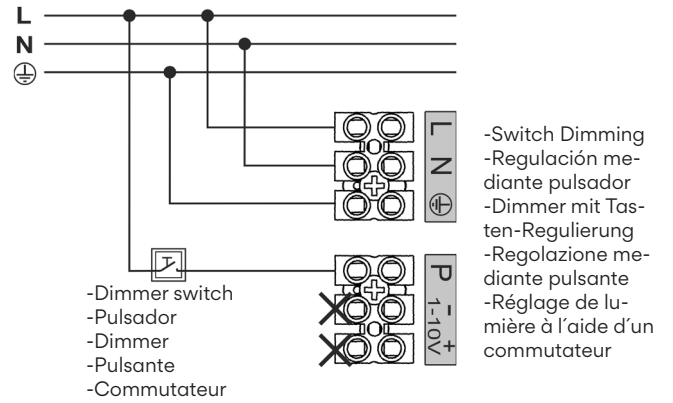 L
N
L
N
P
-
1-10V
+
-Switch Dimming
-Regulación me-
diante pulsador
-Dimmer mit Tas-
ten-Regulierung
-Regolazione me-
diante pulsante
-Réglage de lu-
mière à l´aide d´un
commutateur
-Dimmer switch
-Pulsador
-Dimmer
-Pulsante
-Commutateur